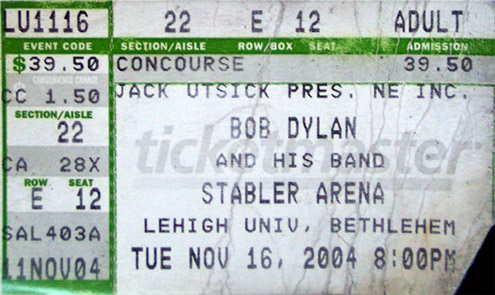 LU1116 22 E 12 ADULT
EVENT CODE SECTION/AISLE ROW/BOX SEAT ADMISSION
$39.50 CONCOURSE 39.50
CONVENIENCE CHARGE
CC 1.50 JACK UTSICK PRES. NE INC.
SECTION/AISLE
22 BOB DYLAN
ticketmaster
CA 28X AND HIS BAND
ROW SEAT
E 12 STABLER ARENA
SAL403A LEHIGH UNIV, BETHLEHEM
11NOV04 TUE NOV 16, 2004 8:00PM